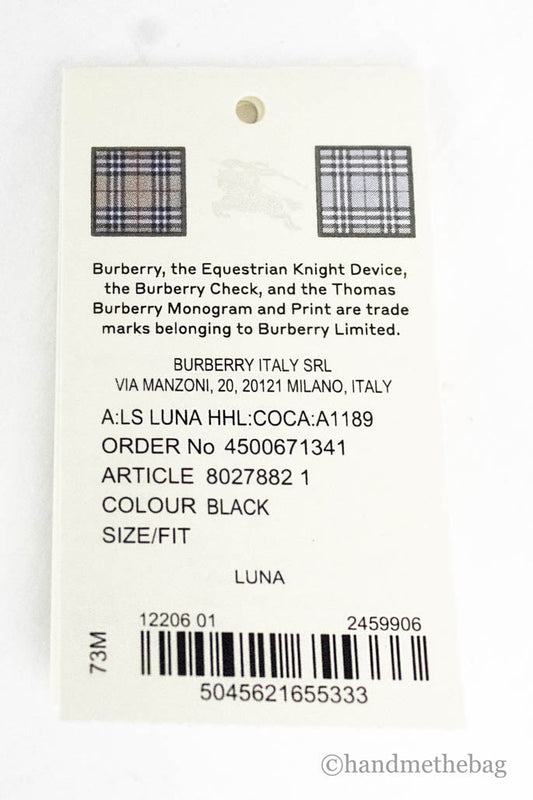 Burberry, the Equestrian Knight Device,
the Burberry Check, and the Thomas
Burberry Monogram and Print are trade
marks belonging to Burberry Limited.
BURBERRY ITALY SRL
VIA MANZONI, 20, 20121 MILANO, ITALY
A:LS LUNA HHL:COCA:A1189
ORDER No 4500671341
ARTICLE 8027882 1
COLOUR BLACK
SIZE/FIT
LUNA
12206 01 2459906
73M
5045621655333
©handmethebag